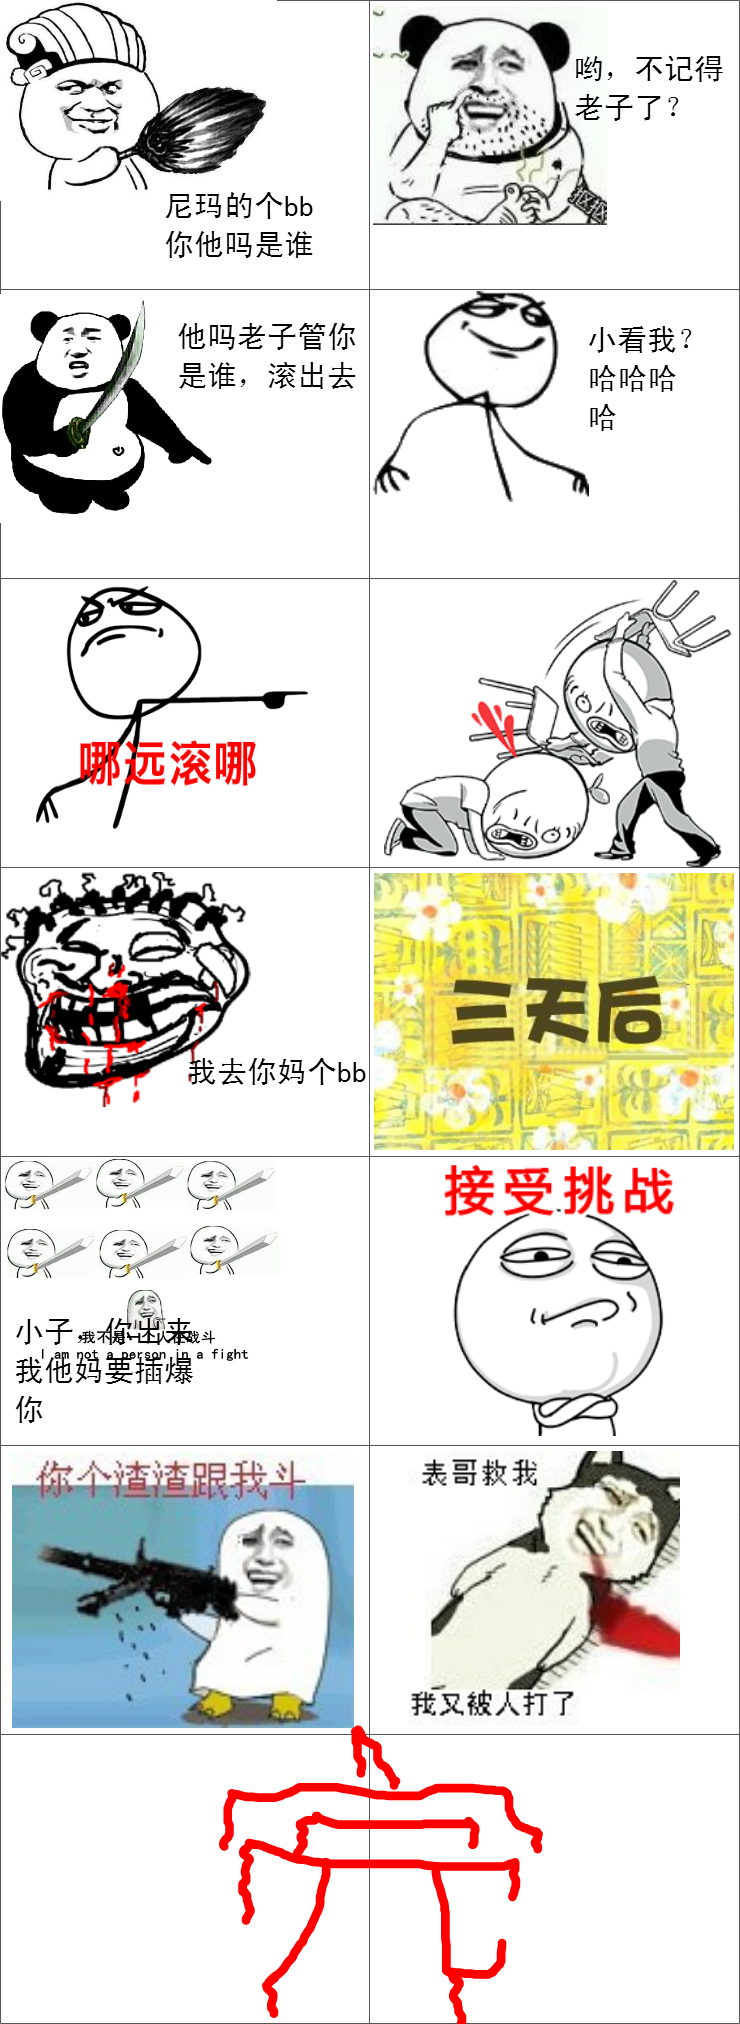 尼玛的个bb
你他吗是谁
哟，不记得
老子了？
抠抠
他吗老子管你
是谁，滚出去
小看我？
哈哈哈
哈
哪远滚哪
我去你妈个bb
三天后
小子，你出来
我他妈要插爆
你
我不是一个人在战斗
I am not a person in a fight
接受挑战
你个渣渣跟我斗
表哥救我
我又被人打了
完